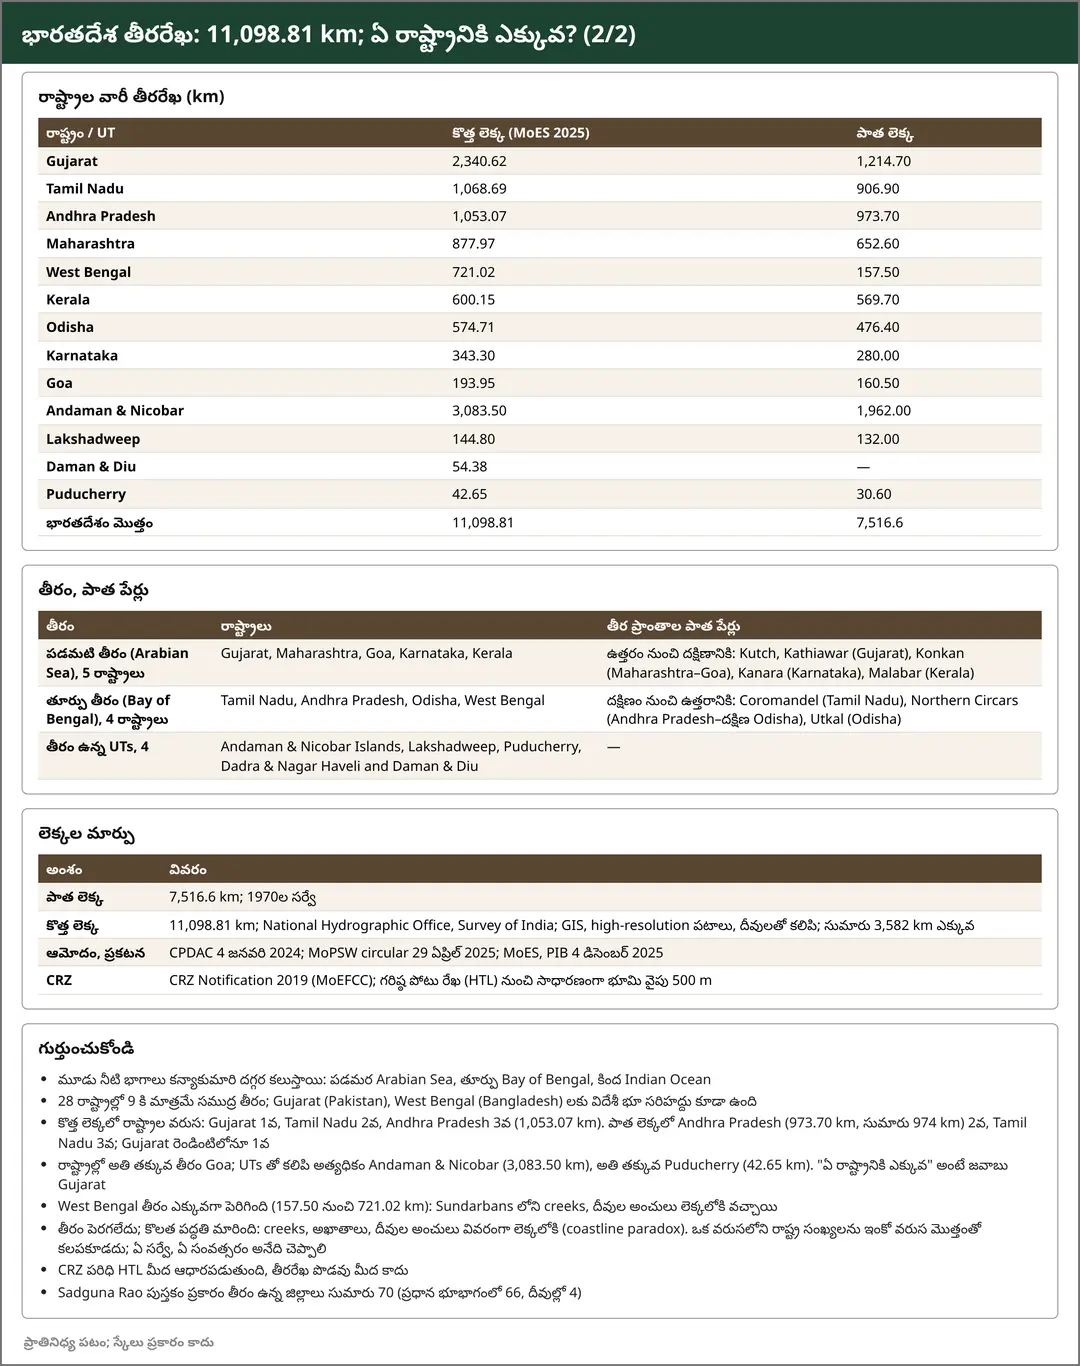 భారతదేశ తీరరేఖ: 11,098.81 km; ఏ రాష్ట్రానికి ఎక్కువ? (2/2)
రాష్ట్రాల వారీ తీరరేఖ (km)
రాష్ట్రం / UT కొత్త లెక్క (MoES 2025) పాత లెక్క
Gujarat 2,340.62 1,214.70
Tamil Nadu 1,068.69 906.90
Andhra Pradesh 1,053.07 973.70
Maharashtra 877.97 652.60
West Bengal 721.02 157.50
Kerala 600.15 569.70
Odisha 574.71 476.40
Karnataka 343.30 280.00
Goa 193.95 160.50
Andaman & Nicobar 3,083.50 1,962.00
Lakshadweep 144.80 132.00
Daman & Diu 54.38 —
Puducherry 42.65 30.60
భారతదేశం మొత్తం 11,098.81 7,516.6
తీరం, పాత పేర్లు
తీరం రాష్ట్రాలు తీర ప్రాంతాల పాత పేర్లు
పడమటి తీరం (Arabian Sea), 5 రాష్ట్రాలు Gujarat, Maharashtra, Goa, Karnataka, Kerala ఉత్తరం నుంచి దక్షిణానికి: Kutch, Kathiawar (Gujarat), Konkan (Maharashtra–Goa), Kanara (Karnataka), Malabar (Kerala)
తూర్పు తీరం (Bay of Bengal), 4 రాష్ట్రాలు Tamil Nadu, Andhra Pradesh, Odisha, West Bengal దక్షిణం నుంచి ఉత్తరానికి: Coromandel (Tamil Nadu), Northern Circars (Andhra Pradesh–దక్షిణ Odisha), Utkal (Odisha)
తీరం ఉన్న UTs, 4 Andaman & Nicobar Islands, Lakshadweep, Puducherry, Dadra & Nagar Haveli and Daman & Diu —
లెక్కల మార్పు
అంశం వివరం
పాత లెక్క 7,516.6 km; 1970ల సర్వే
కొత్త లెక్క 11,098.81 km; National Hydrographic Office, Survey of India; GIS, high-resolution పటాలు, దీవులతో కలిపి; సుమారు 3,582 km ఎక్కువ
ఆమోదం, ప్రకటన CPDAC 4 జనవరి 2024; MoPSW circular 29 ఏప్రిల్ 2025; MoES, PIB 4 డిసెంబర్ 2025
CRZ CRZ Notification 2019 (MoEFCC); గరిష్ఠ పోటు రేఖ (HTL) నుంచి సాధారణంగా భూమి వైపు 500 m
గుర్తుంచుకోండి
• మూడు నీటి భాగాలు కన్యాకుమారి దగ్గర కలుస్తాయి: పడమర Arabian Sea, తూర్పు Bay of Bengal, కింద Indian Ocean
• 28 రాష్ట్రాల్లో 9 కి మాత్రమే సముద్ర తీరం; Gujarat (Pakistan), West Bengal (Bangladesh) లకు విదేశీ భూ సరిహద్దు కూడా ఉంది
• కొత్త లెక్కలో రాష్ట్రాల వరుస: Gujarat 1వ, Tamil Nadu 2వ, Andhra Pradesh 3వ (1,053.07 km). పాత లెక్కలో Andhra Pradesh (973.70 km, సుమారు 974 km) 2వ, Tamil
Nadu 3వ; Gujarat రెండింటిలోనూ 1వ
• రాష్ట్రాల్లో అతి తక్కువ తీరం Goa; UTs తో కలిపి అత్యధికం Andaman & Nicobar (3,083.50 km), అతి తక్కువ Puducherry (42.65 km). "ఏ రాష్ట్రానికి ఎక్కువ" అంటే జవాబు
Gujarat
• West Bengal తీరం ఎక్కువగా పెరిగింది (157.50 నుంచి 721.02 km): Sundarbans లోని creeks, దీవుల అంచులు లెక్కలోకి వచ్చాయి
• తీరం పెరగలేదు; కొలత పద్ధతి మారింది: creeks, అఖాతాలు, దీవుల అంచులు వివరంగా లెక్కలోకి (coastline paradox). ఒక వరుసలోని రాష్ట్ర సంఖ్యలను ఇంకో వరుస మొత్తంతో
కలపకూడదు; ఏ సర్వే, ఏ సంవత్సరం అనేది చెప్పాలి
• CRZ పరిధి HTL మీద ఆధారపడుతుంది, తీరరేఖ పొడవు మీద కాదు
• Sadguna Rao పుస్తకం ప్రకారం తీరం ఉన్న జిల్లాలు సుమారు 70 (ప్రధాన భూభాగంలో 66, దీవుల్లో 4)
ప్రాతినిధ్య పటం; స్కేలు ప్రకారం కాదు